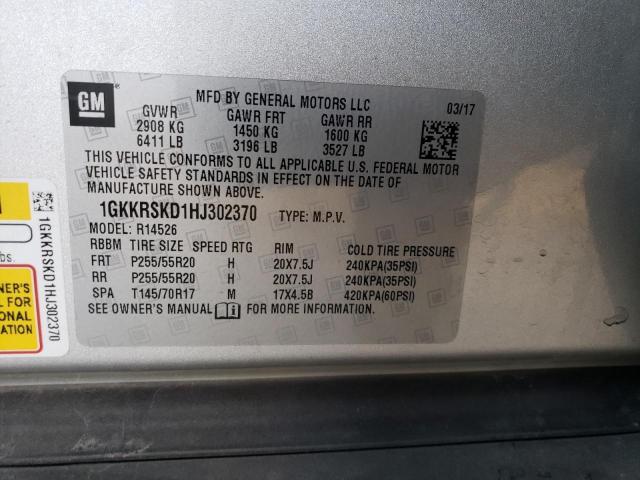 GM
MFD BY GENERAL MOTORS LLC 03/17
GVWR GAWR FRT GAWR RR
2908 KG 1450 KG 1600 KG
6411 LB 3196 LB 3527 LB
THIS VEHICLE CONFORMS TO ALL APPLICABLE U.S. FEDERAL MOTOR
VEHICLE SAFETY STANDARDS IN EFFECT ON THE DATE OF
MANUFACTURE SHOWN ABOVE.
1GKKRSKD1HJ302370 TYPE: M.P.V.
MODEL: R14526
RBBM TIRE SIZE SPEED RTG RIM COLD TIRE PRESSURE
FRT P255/55R20 H 20X7.5J 240KPA(35PSI)
RR P255/55R20 H 20X7.5J 240KPA(35PSI)
SPA T145/70R17 M 17X4.5B 420KPA(60PSI)
SEE OWNER'S MANUAL FOR MORE INFORMATION.
1GKKRSKD1HJ302370
NER'S
L FOR
ONAL
ATION